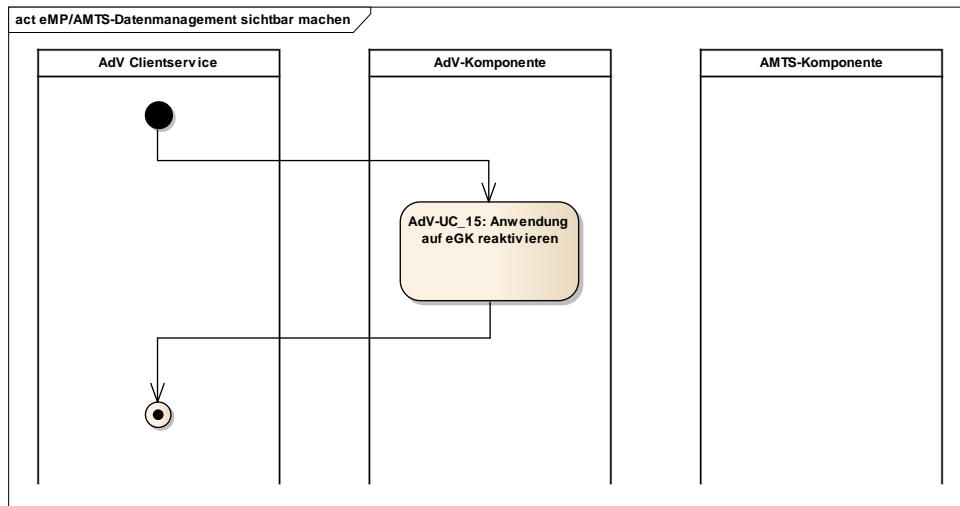 act eMP/AMTS-Datenmanagement sichtbar machen
AdV Clientservice
AdV-Komponente
AMTS-Komponente
AdV-UC_15: Anwendung
auf eGK reaktivieren